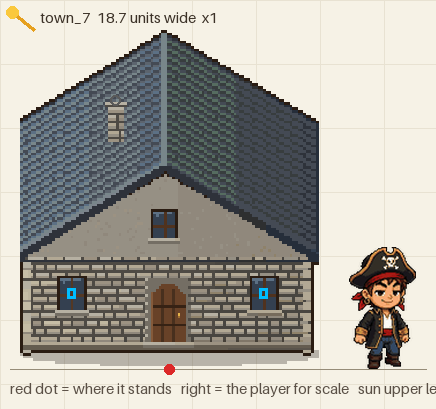 town_7 18.7 units wide x1
red dot = where it stands right = the player for scale sun upper le